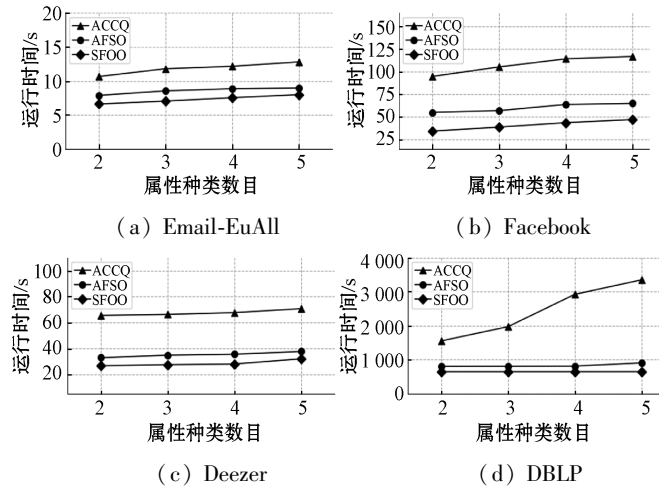 20
15
10
5
0
运行时间/s
ACCQ
AFSO
SFOO
2 3 4 5
属性种类数目
(a) Email-EuAll
150
125
100
75
50
25
运行时间/s
ACCQ
AFSO
SFOO
2 3 4 5
属性种类数目
(b) Facebook
100
80
60
40
20
运行时间/s
ACCQ
AFSO
SFOO
2 3 4 5
属性种类数目
(c) Deezer
4 000
3 000
2 000
1 000
0
运行时间/s
ACCQ
AFSO
SFOO
2 3 4 5
属性种类数目
(d) DBLP